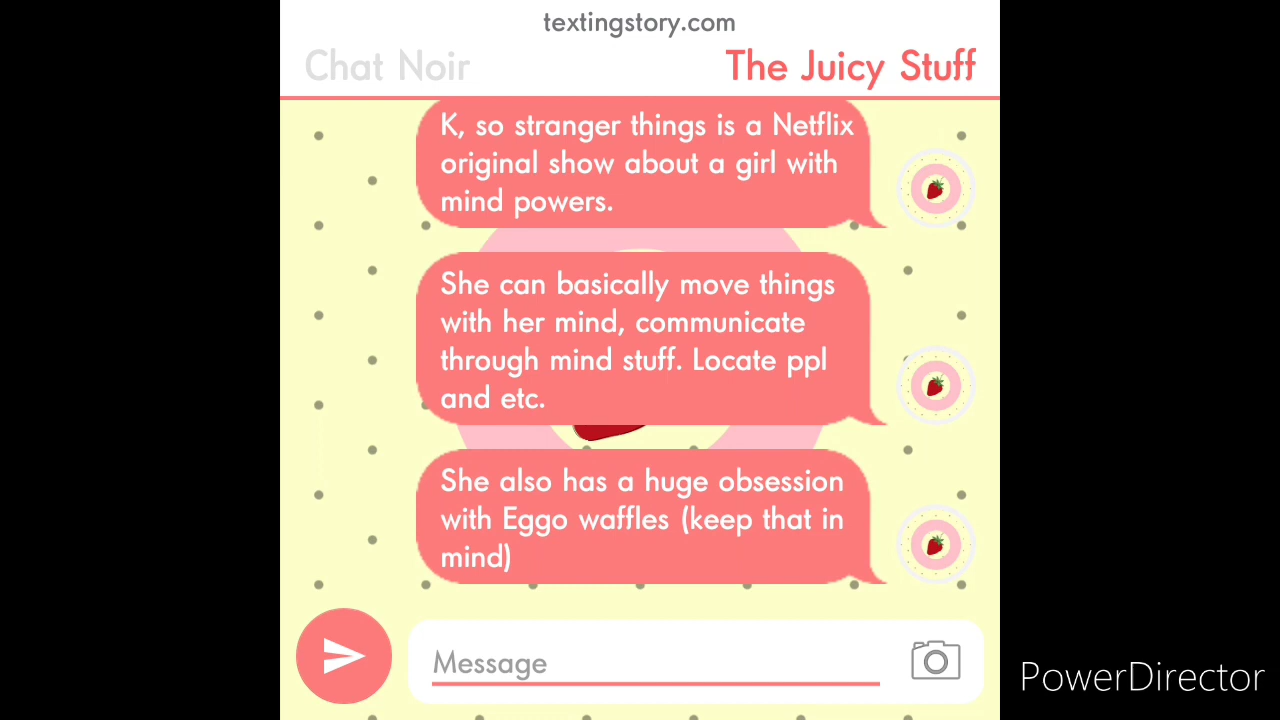 textingstory.com
Chat Noir
The Juicy Stuff
K, so stranger things is a Netflix
original show about a girl with
mind powers.
She can basically move things
with her mind, communicate
through mind stuff. Locate ppl
and etc.
She also has a huge obsession
with Eggo waffles (keep that in
mind)
Message
PowerDirector